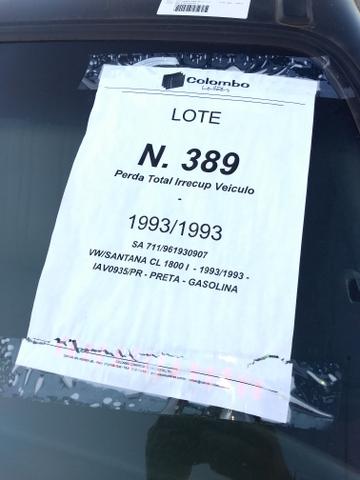 Colombo
Leilões
LOTE
N. 389
Perda Total Irrecup Veiculo
-
1993/1993
SA 711/961930907
VW/SANTANA CL 1800 I - 1993/1993 -
IAV0935/PR - PRETA - GASOLINA